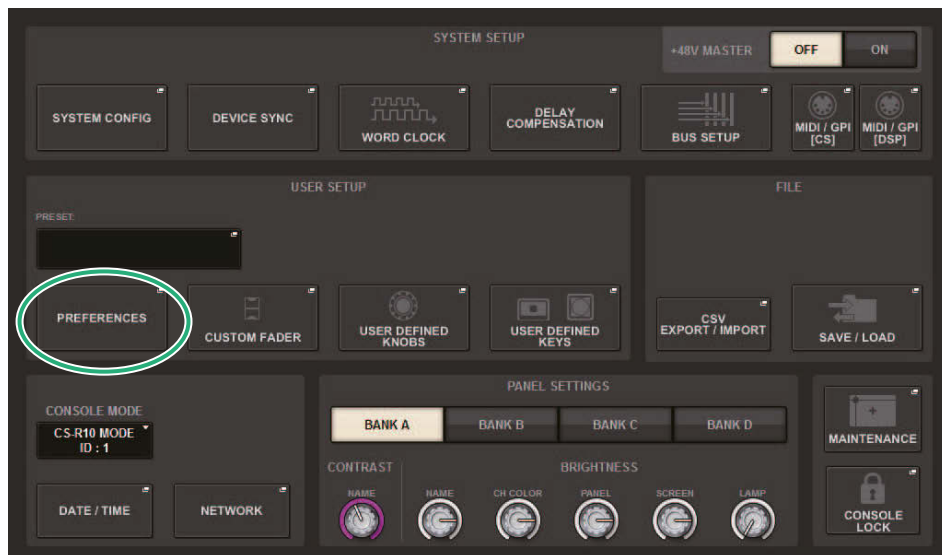 SYSTEM SETUP
+48V MASTER
OFF
ON
SYSTEM CONFIG
DEVICE SYNC
WORD CLOCK
DELAY
COMPENSATION
BUS SETUP
MIDI / GPI
[CS]
MIDI / GPI
[DSP]
USER SETUP
PRESET:
PREFERENCES
CUSTOM FADER
USER DEFINED
KNOBS
USER DEFINED
KEYS
FILE
CSV
EXPORT / IMPORT
SAVE / LOAD
CONSOLE MODE
CS-R10 MODE
ID : 1
DATE / TIME
NETWORK
PANEL SETTINGS
BANK A
BANK B
BANK C
BANK D
CONTRAST
BRIGHTNESS
NAME
NAME
CH COLOR
PANEL
SCREEN
LAMP
MAINTENANCE
CONSOLE
LOCK